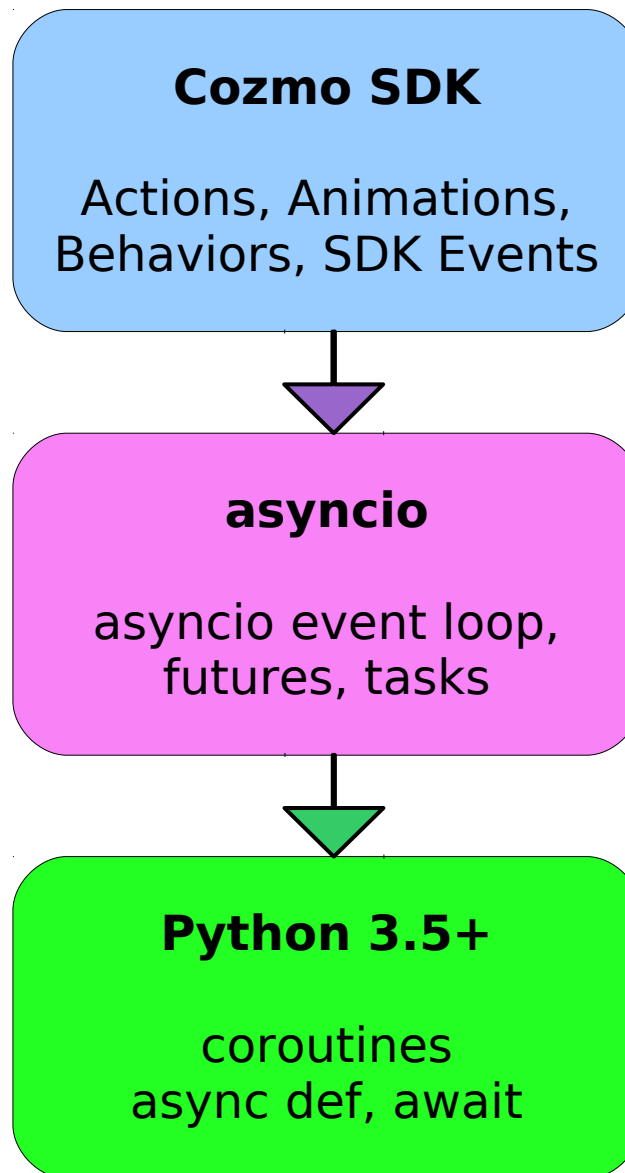 Cozmo SDK
Actions, Animations,
Behaviors, SDK Events
asyncio
asyncio event loop,
futures, tasks
Python 3.5+
coroutines
async def, await